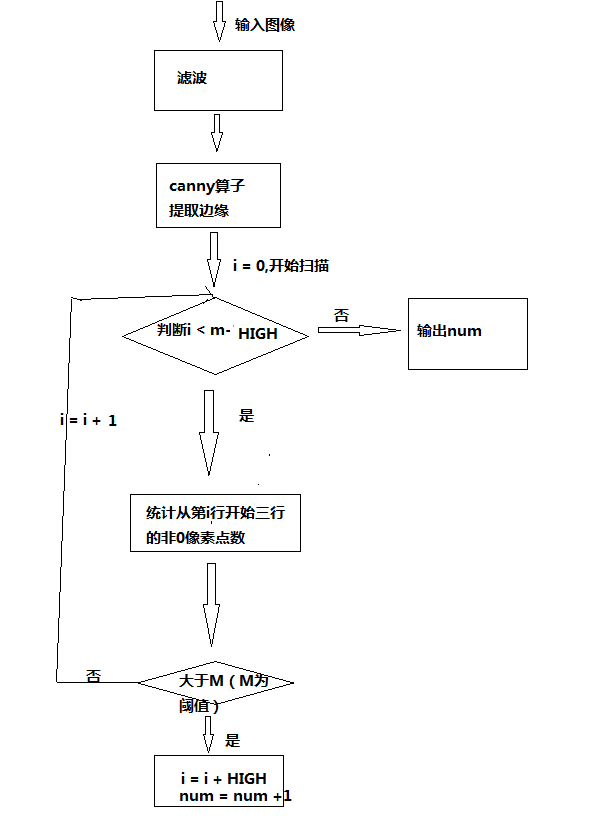 输入图像
滤波
canny算子
提取边缘
i = 0,开始扫描
判断i < m- HIGH
否
输出num
是
i = i + 1
统计从第i行开始三行
的非0像素点数
否
大于M（M为
阈值）
是
i = i + HIGH
num = num +1